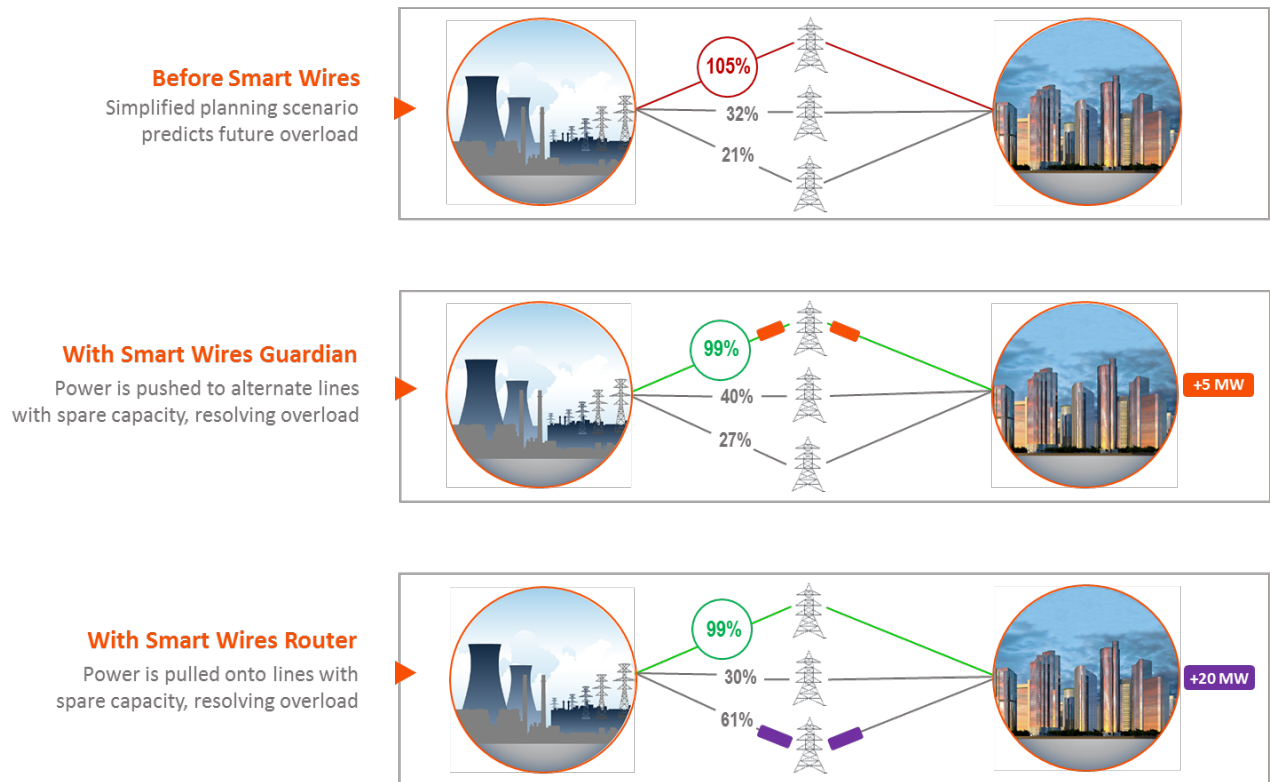 Before Smart Wires
Simplified planning scenario
predicts future overload
105%
32%
21%
With Smart Wires Guardian
Power is pushed to alternate lines
with spare capacity, resolving overload
99%
40%
27%
+5 MW
With Smart Wires Router
Power is pulled onto lines with
spare capacity, resolving overload
99%
30%
61%
+20 MW